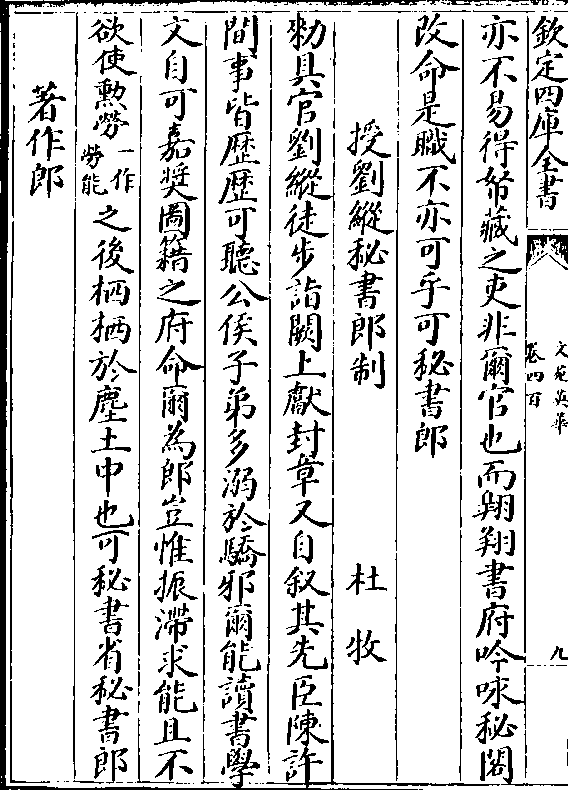 欽定四庫全書
文苑英華
卷四百
九
亦不易得帑藏之吏非爾官也而翺翔書府吟咏秘閣
改命是職不亦可乎可秘書郎
授劉縱秘書郎制
杜牧
勅具官劉縱徒步詣闕上獻封章又自叙其先臣陳許
間事皆歴歴可聽公侯子弟多溺於驕邪爾能讀書學
文自可嘉奬圖籍之府命爾為郎豈惟振滯求能且不
欲使勲勞一作勞能之後栖栖於塵土中也可秘書省秘書郎
著作郎